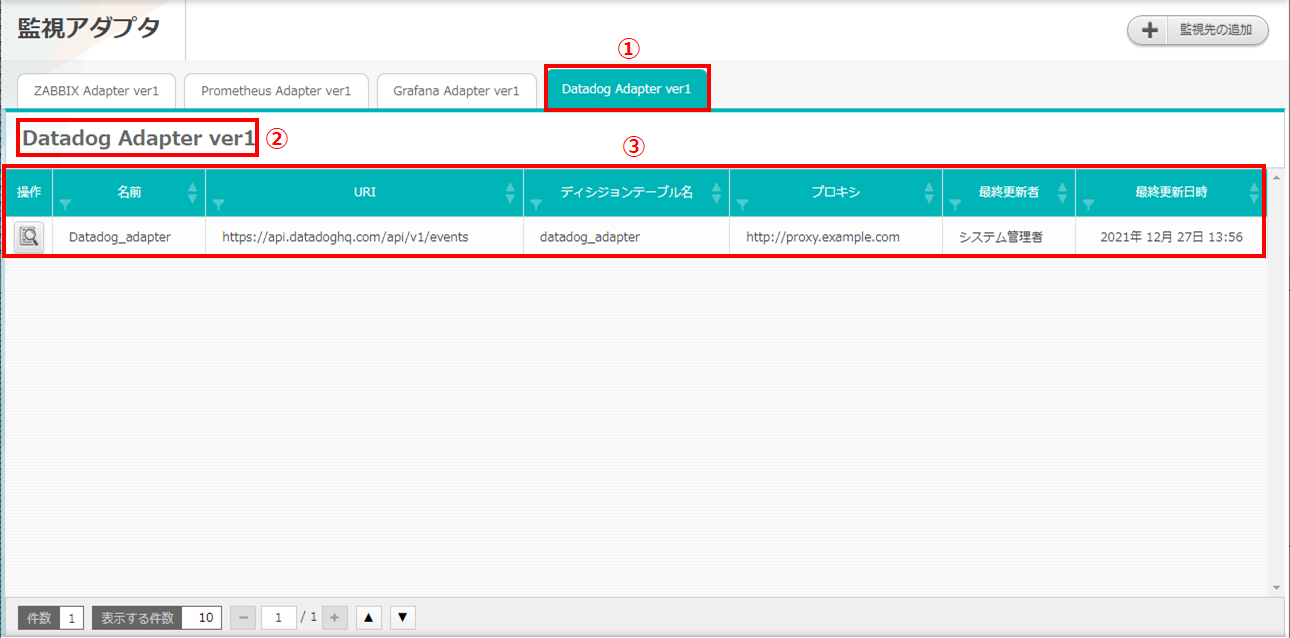 監視アダプタ
監視先の追加
①
ZABBIX Adapter ver1 Prometheus Adapter ver1 Grafana Adapter ver1 Datadog Adapter ver1
Datadog Adapter ver1 ②
③
操作 名前 URI ディシジョンテーブル名 プロキシ 最終更新者 最終更新日時
Datadog_adapter https://api.datadoghq.com/api/v1/events datadog_adapter http://proxy.example.com システム管理者 2021年 12月 27日 13:56
件数 1 表示する件数 10 − 1 / 1 + ▲ ▼